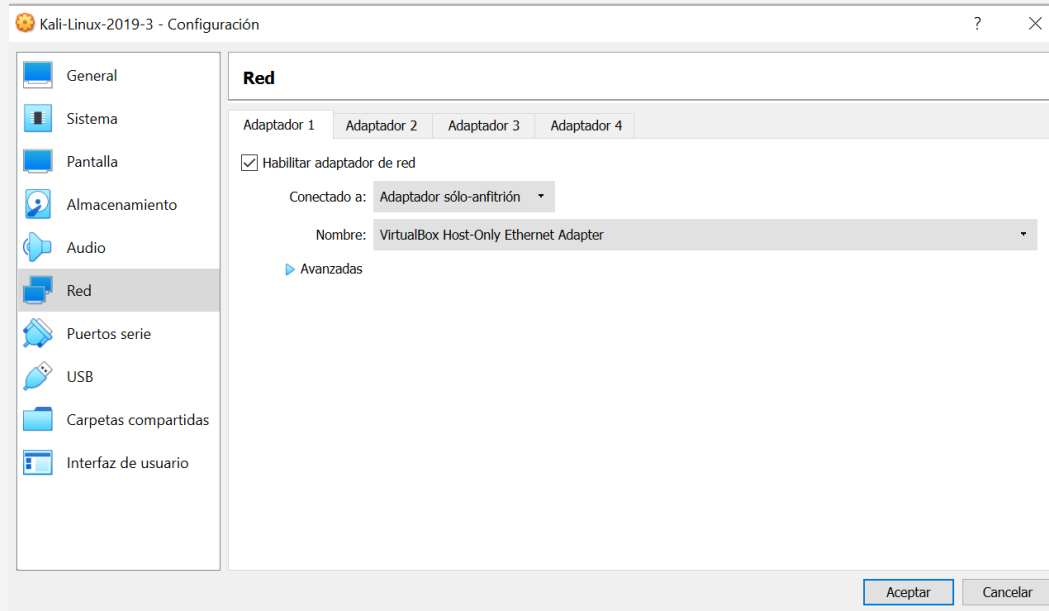 Kali-Linux-2019-3 - Configuración ?
General
Sistema
Pantalla
Almacenamiento
Audio
Red
Puertos serie
USB
Carpetas compartidas
Interfaz de usuario
Red
Adaptador 1 Adaptador 2 Adaptador 3 Adaptador 4
Habilitar adaptador de red
Conectado a: Adaptador sólo-anfitrión
Nombre: VirtualBox Host-Only Ethernet Adapter
Avanzadas
Aceptar Cancelar